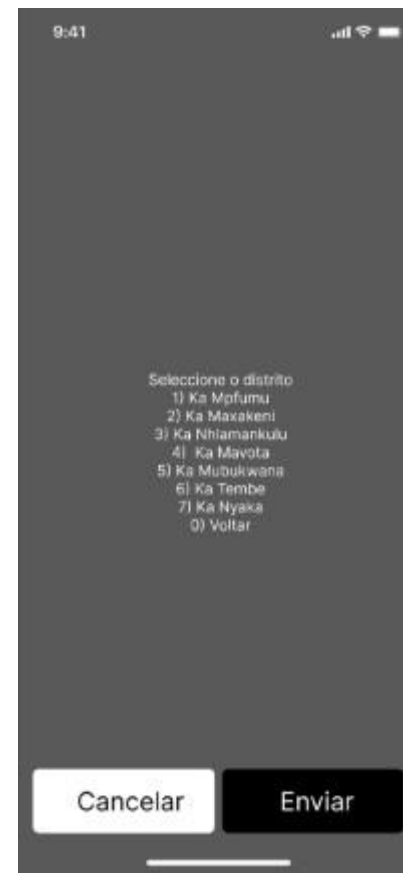 9:41
Seleccione o distrito
1) Ka Mpfumu
2) Ka Maxakeni
3) Ka Nhlamankulu
4) Ka Mavota
5) Ka Mubukwana
6) Ka Tembe
7) Ka Nyaka
0) Voltar
Cancelar Enviar